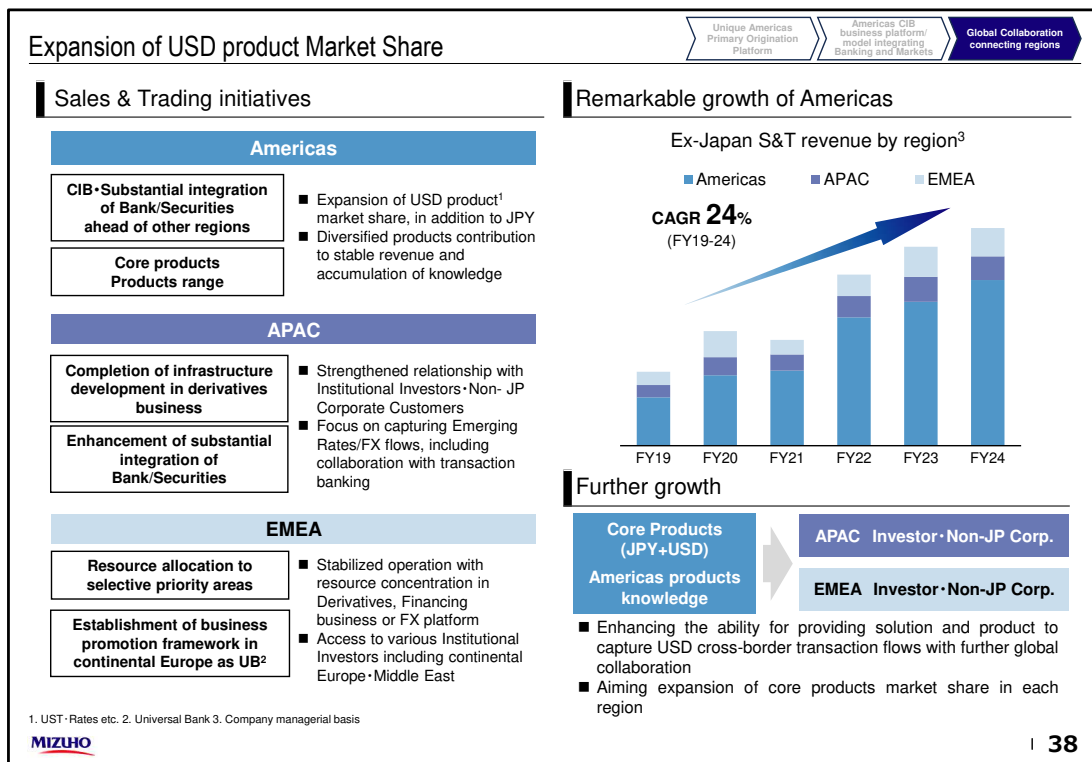 Expansion of USD product Market Share
Unique Americas
Primary Origination
Platform
Americas CIB
business platform/
model integrating
Banking and Markets
Global Collaboration
connecting regions
Sales & Trading initiatives
Americas
CIB・Substantial integration
of Bank/Securities
ahead of other regions
Core products
Products range
■ Expansion of USD product1
market share, in addition to JPY
■ Diversified products contribution
to stable revenue and
accumulation of knowledge
APAC
Completion of infrastructure
development in derivatives
business
Enhancement of substantial
integration of
Bank/Securities
■ Strengthened relationship with
Institutional Investors・Non- JP
Corporate Customers
■ Focus on capturing Emerging
Rates/FX flows, including
collaboration with transaction
banking
EMEA
Resource allocation to
selective priority areas
Establishment of business
promotion framework in
continental Europe as UB2
■ Stabilized operation with
resource concentration in
Derivatives, Financing
business or FX platform
■ Access to various Institutional
Investors including continental
Europe・Middle East
Remarkable growth of Americas
Ex-Japan S&T revenue by region3
Americas APAC EMEA
CAGR 24%
(FY19-24)
FY19 FY20 FY21 FY22 FY23 FY24
Further growth
Core Products
(JPY+USD)
Americas products
knowledge
APAC Investor・Non-JP Corp.
EMEA Investor・Non-JP Corp.
■ Enhancing the ability for providing solution and product to
capture USD cross-border transaction flows with further global
collaboration
■ Aiming expansion of core products market share in each
region
1. UST・Rates etc. 2. Universal Bank 3. Company managerial basis
MIZUHO
| 38